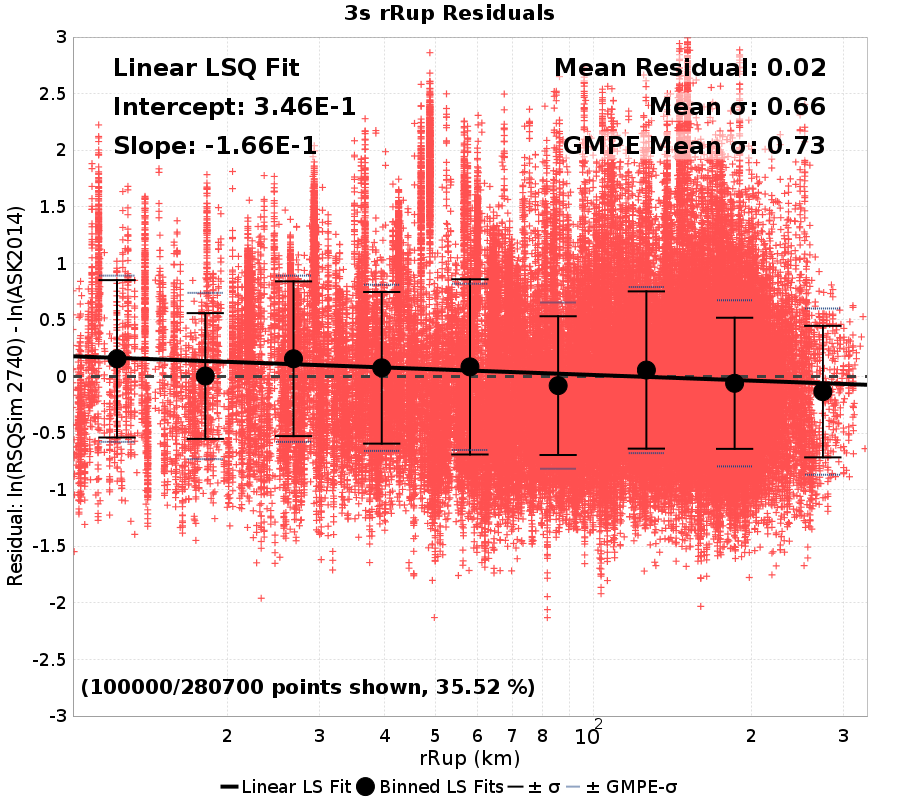 3s rRup Residuals
Linear LSQ Fit
Intercept: 3.46E-1
Slope: -1.66E-1
Mean Residual: 0.02
Mean σ: 0.66
GMPE Mean σ: 0.73
Residual: ln(RSQSim 2740) - ln(ASK2014)
3
2.5
2
1.5
1
0.5
0
-0.5
-1
-1.5
-2
-2.5
-3
(100000/280700 points shown, 35.52 %)
2 3 4 5 6 7 8 10² 2 3
rRup (km)
Linear LS Fit Binned LS Fits ± σ ± GMPE-σ